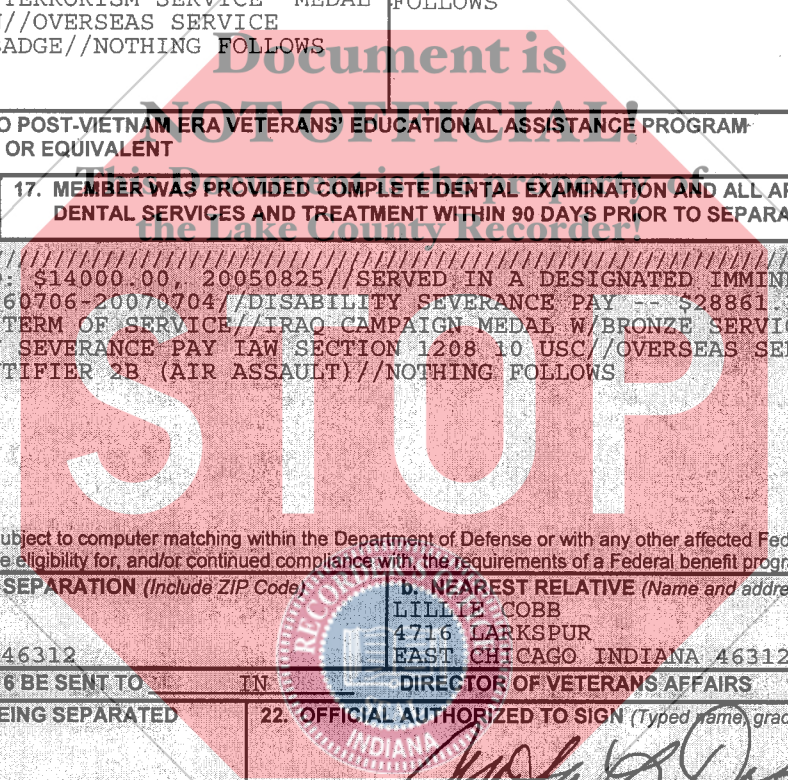 TERRORISM SERVICE MEDAL
FOLLOWS
//OVERSEAS SERVICE
BADGE//NOTHING FOLLOWS
Document is
NOT OFFICIAL!
This Document is the property of
the Lake County Recorder!
O POST-VIETNAM ERA VETERANS' EDUCATIONAL ASSISTANCE PROGRAM
OR EQUIVALENT
17. MEMBER WAS PROVIDED COMPLETE DENTAL EXAMINATION AND ALL AP
DENTAL SERVICES AND TREATMENT WITHIN 90 DAYS PRIOR TO SEPARA
: $14000.00, 20050825//SERVED IN A DESIGNATED IMMIN
60706-20070704//DISABILITY SEVERANCE PAY -- $28861.
TERM OF SERVICE//IRAQ CAMPAIGN MEDAL W/BRONZE SERVIC
SEVERANCE PAY IAW SECTION 1208 10 USC//OVERSEAS SE
TIFIER 2B (AIR ASSAULT)//NOTHING FOLLOWS
STOP
ubject to computer matching within the Department of Defense or with any other affected Fed
e eligibility for, and/or continued compliance with, the requirements of a Federal benefit progra
SEPARATION (Include ZIP Code)
b. NEAREST RELATIVE (Name and addre
LILLIE COBB
4716 LARKSPUR
46312
EAST CHICAGO INDIANA 46312
6 BE SENT TO IN DIRECTOR OF VETERANS AFFAIRS
EING SEPARATED
22. OFFICIAL AUTHORIZED TO SIGN (Typed name, grad
INDIANA